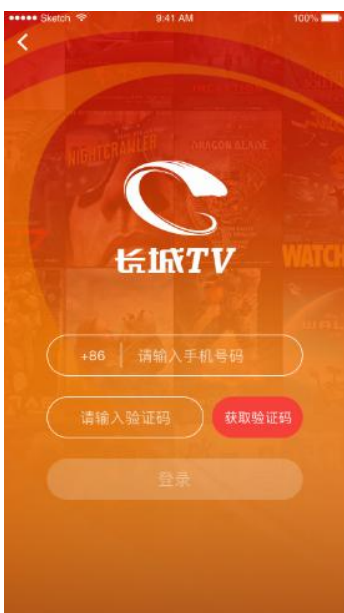 Sketch 9:41 AM 100%
NIGHTCRAWLER
DRAGON BLADE
长城TV
WATCH
+86 请输入手机号码
请输入验证码 获取验证码
登录